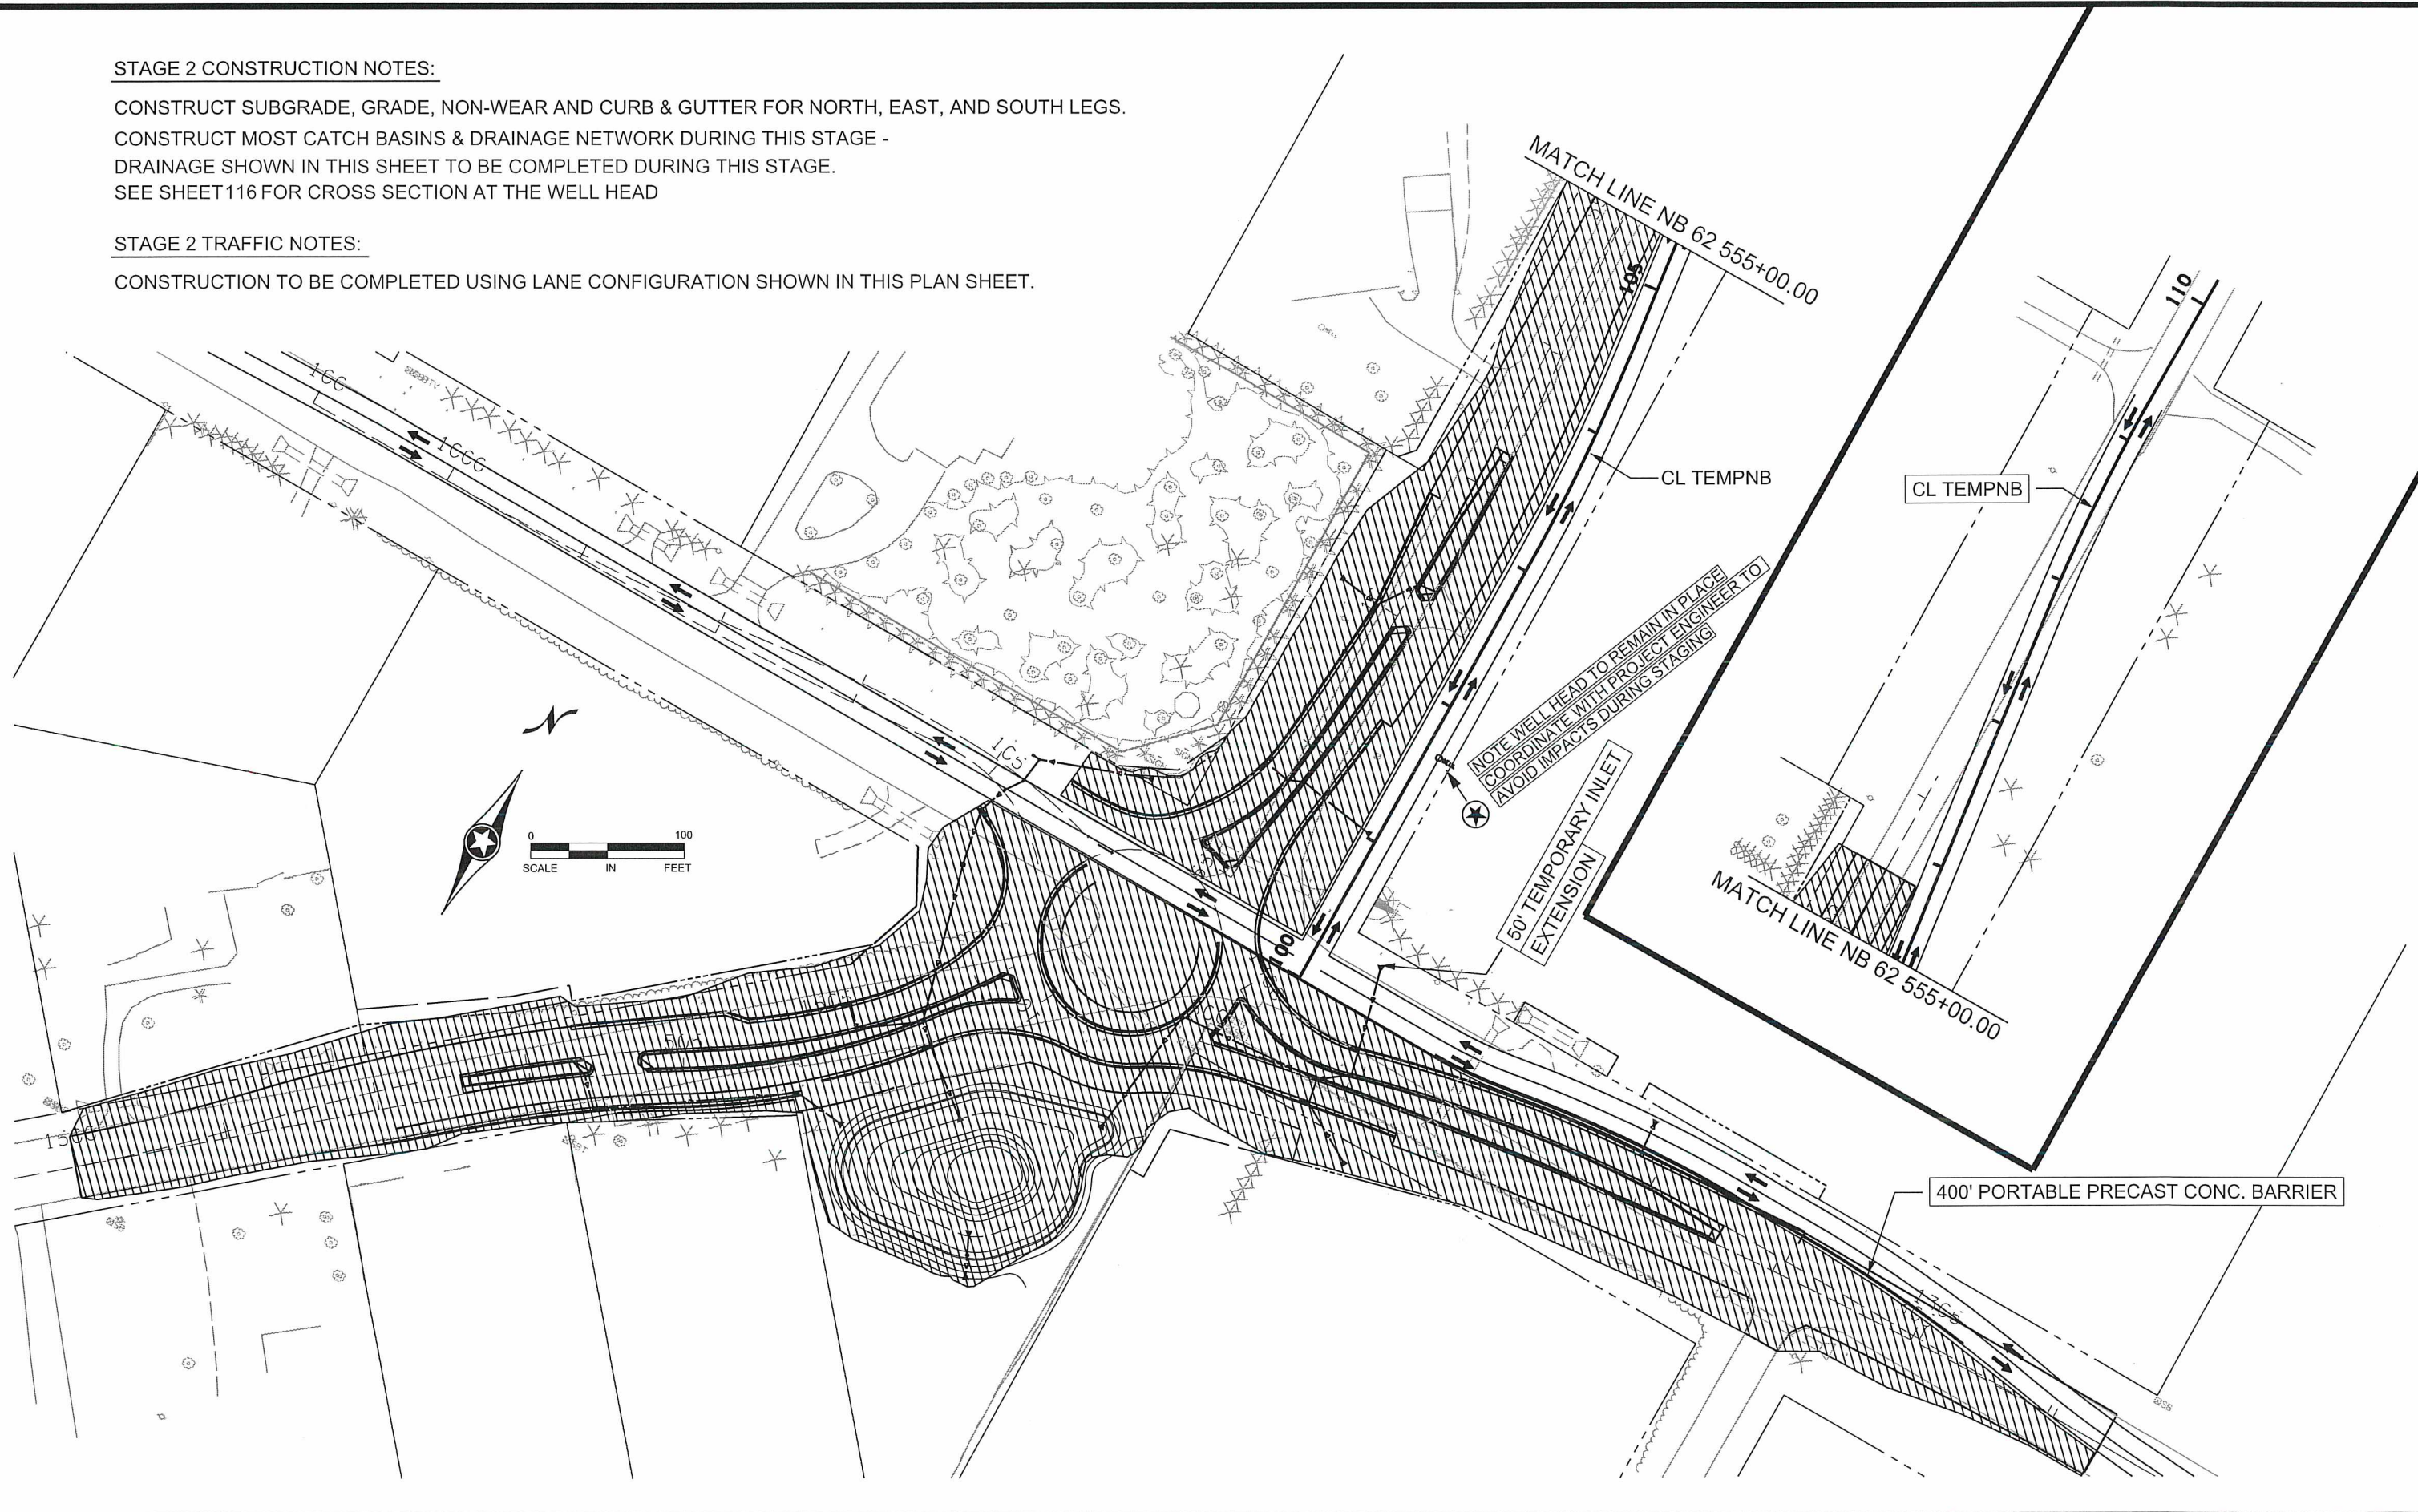 STAGE 2 CONSTRUCTION NOTES:
CONSTRUCT SUBGRADE, GRADE, NON-WEAR AND CURB & GUTTER FOR NORTH, EAST, AND SOUTH LEGS.
CONSTRUCT MOST CATCH BASINS & DRAINAGE NETWORK DURING THIS STAGE -
DRAINAGE SHOWN IN THIS SHEET TO BE COMPLETED DURING THIS STAGE.
SEE SHEET 116 FOR CROSS SECTION AT THE WELL HEAD
STAGE 2 TRAFFIC NOTES:
CONSTRUCTION TO BE COMPLETED USING LANE CONFIGURATION SHOWN IN THIS PLAN SHEET.
MATCH LINE NB 62 555+00.00
105
110
CL TEMPNB
CL TEMPNB
NOTE WELL HEAD TO REMAIN IN PLACE
COORDINATE WITH PROJECT ENGINEER TO
AVOID IMPACTS DURING STAGING
50' TEMPORARY INLET
EXTENSION
N
0 100
SCALE IN FEET
100
MATCH LINE NB 62 555+00.00
400' PORTABLE PRECAST CONC. BARRIER